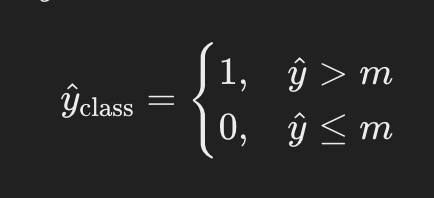 ŷ_class = { 1, ŷ > m
0, ŷ ≤ m